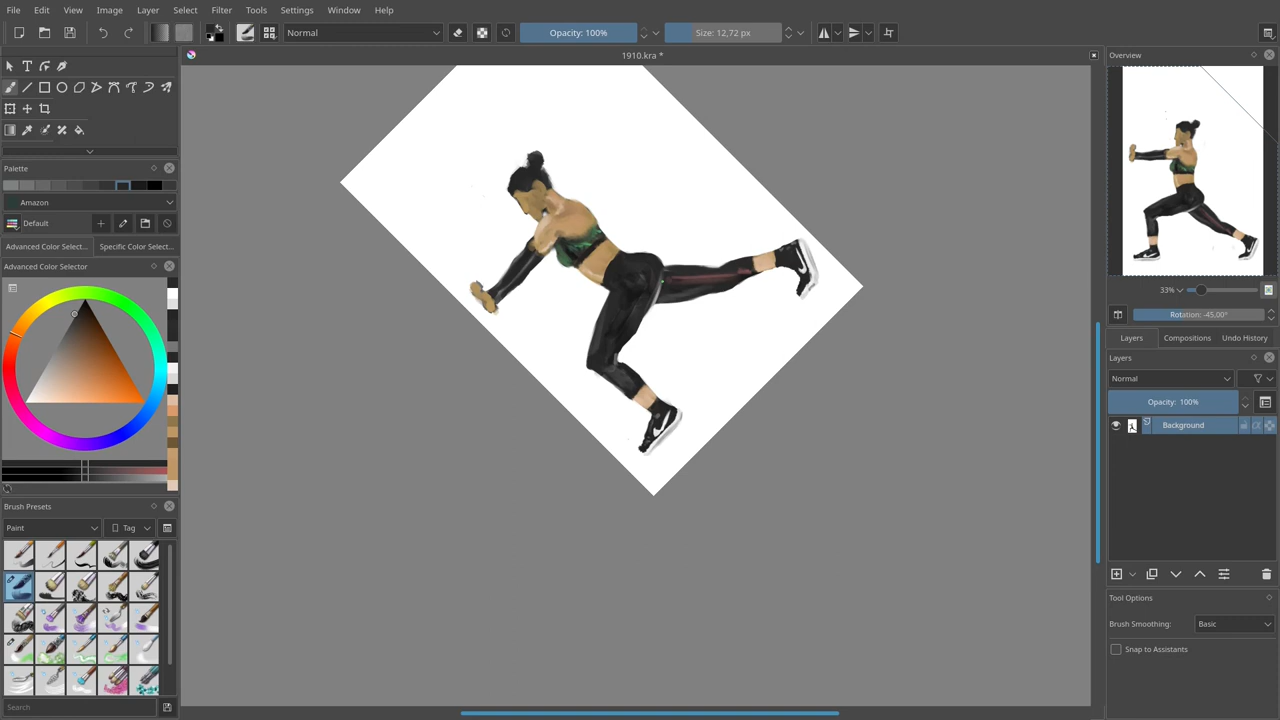 File Edit View Image Layer Select Filter Tools Settings Window Help
Normal
Opacity: 100%
Size: 12,72 px
1910.kra *
Overview
Palette
Amazon
Default
Advanced Color Select... Specific Color Select...
Advanced Color Selector
33%
Rotation: -45,00°
Layers Compositions Undo History
Layers
Normal
Opacity: 100%
Background
Brush Presets
Paint
Tag
Search
Tool Options
Brush Smoothing: Basic
Snap to Assistants